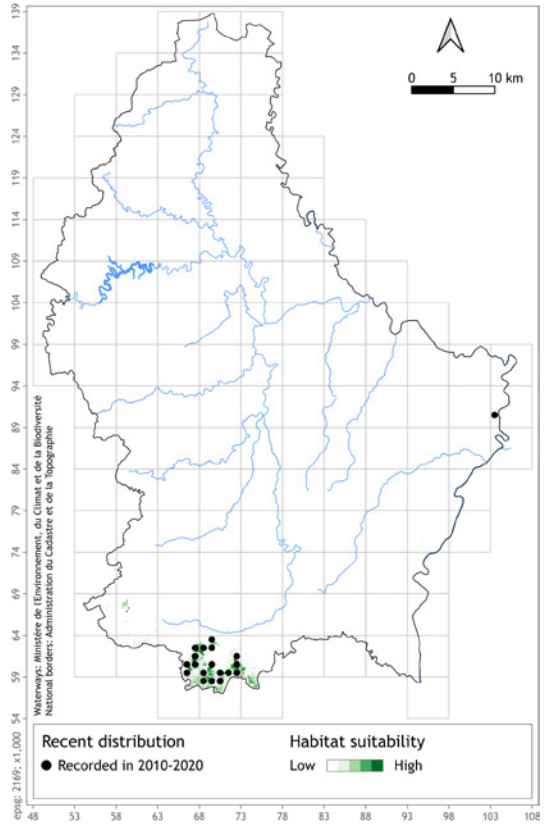 139
134
129
124
119
114
109
104
99
94
89
84
79
74
69
64
59
54
0 5 10 km
Waterways: Ministère de l'Environnement, du Climat et de la Biodiversité
National borders: Administration du Cadastre et de la Topographie
epsg: 2169; x1,000
Recent distribution
Recorded in 2010-2020
Habitat suitability
Low High
48 53 58 63 68 73 78 83 88 93 98 103 108